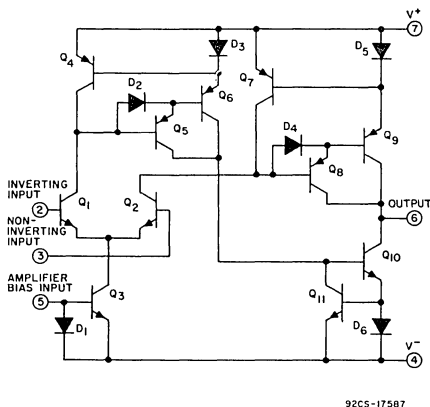 V+
7
Q4
D3
Q7
D5
D2
Q6
Q5
D4
Q9
Q8
INVERTING
INPUT
2
Q1
Q2
OUTPUT
6
NON-
INVERTING
INPUT
3
Q10
AMPLIFIER
BIAS INPUT
5
Q3
Q11
D1
D6
V−
4
92CS-17587